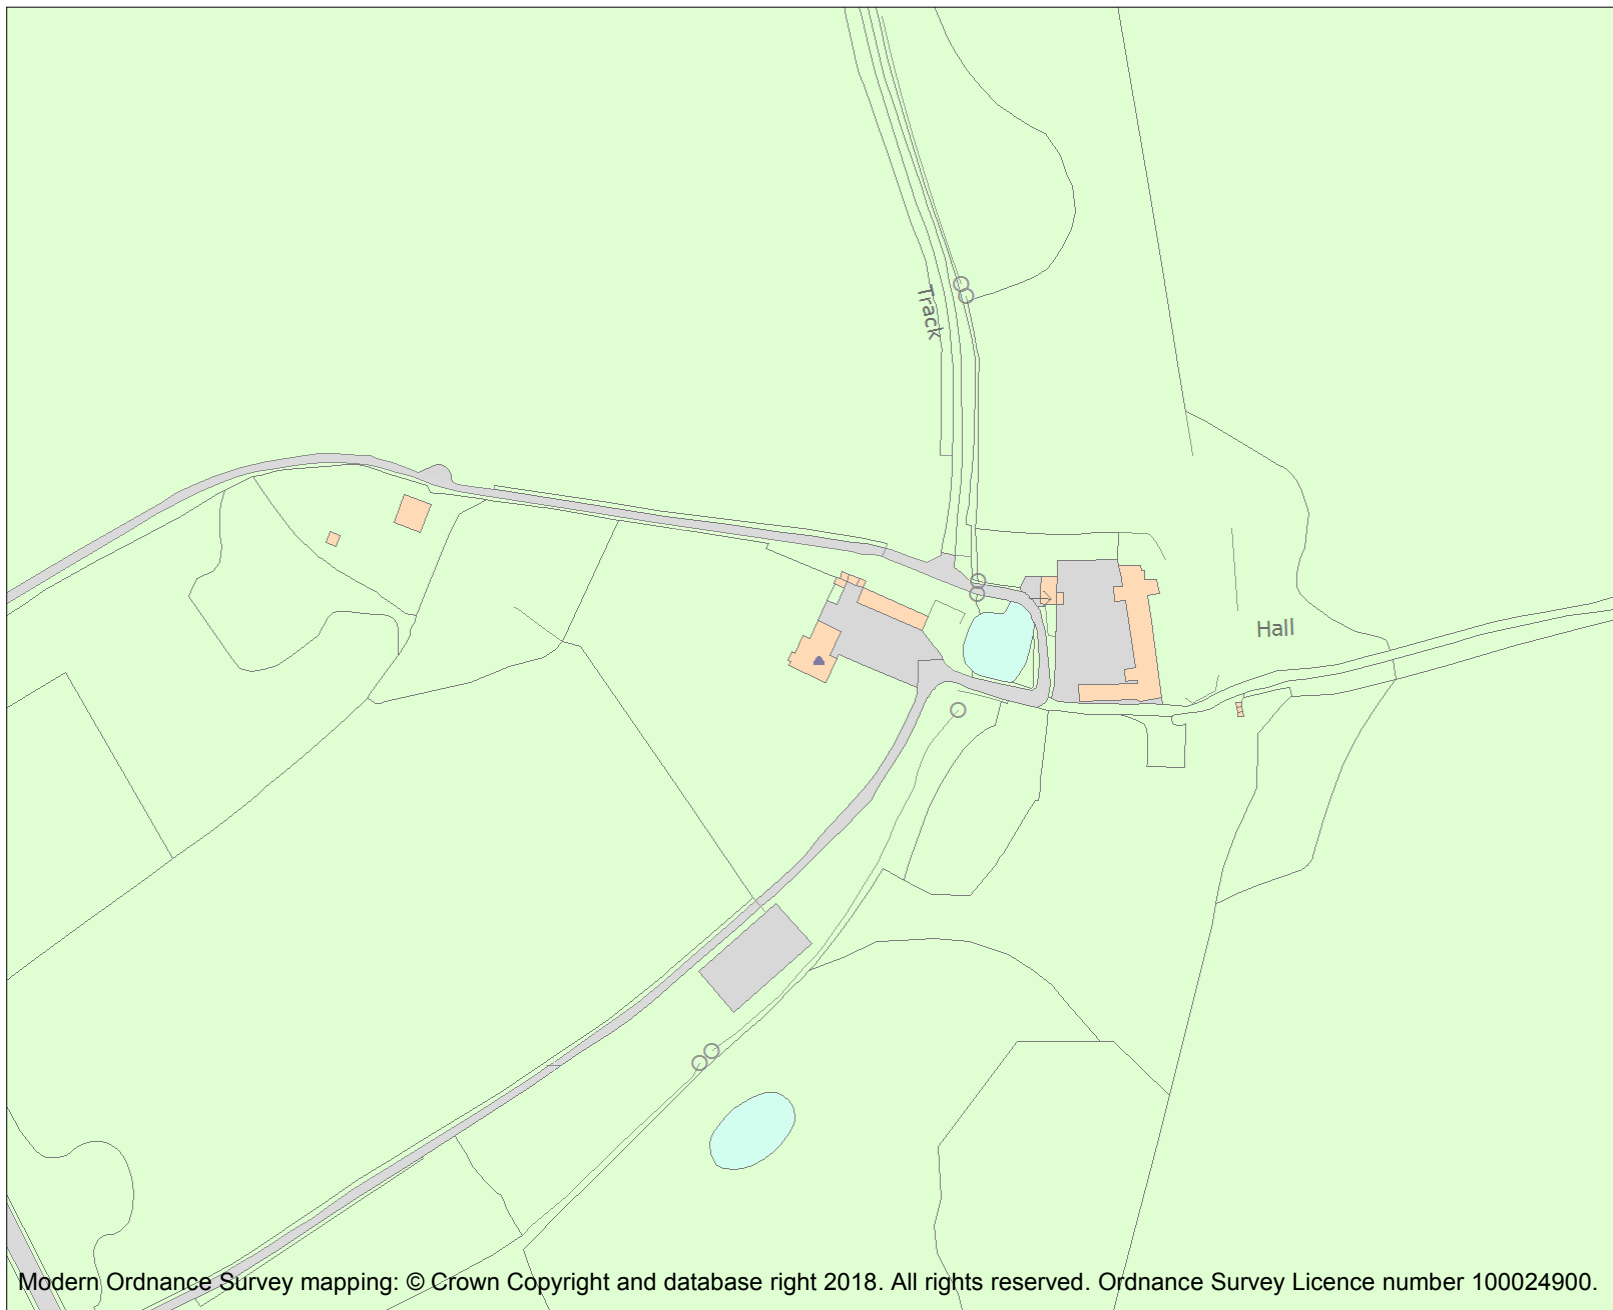 Track
Hall
Modern Ordnance Survey mapping: © Crown Copyright and database right 2018. All rights reserved. Ordnance Survey Licence number 100024900.